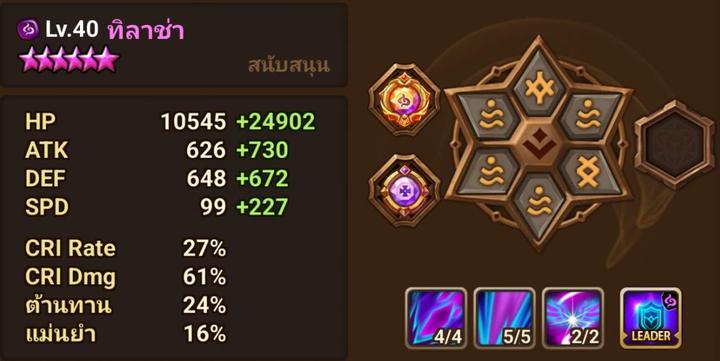 Lv.40 ทิลาช่า
สนับสนุน
HP 10545 +24902
ATK 626 +730
DEF 648 +672
SPD 99 +227
CRI Rate 27%
CRI Dmg 61%
ต้านทาน 24%
แม่นยำ 16%
4/4 5/5 2/2 LEADER